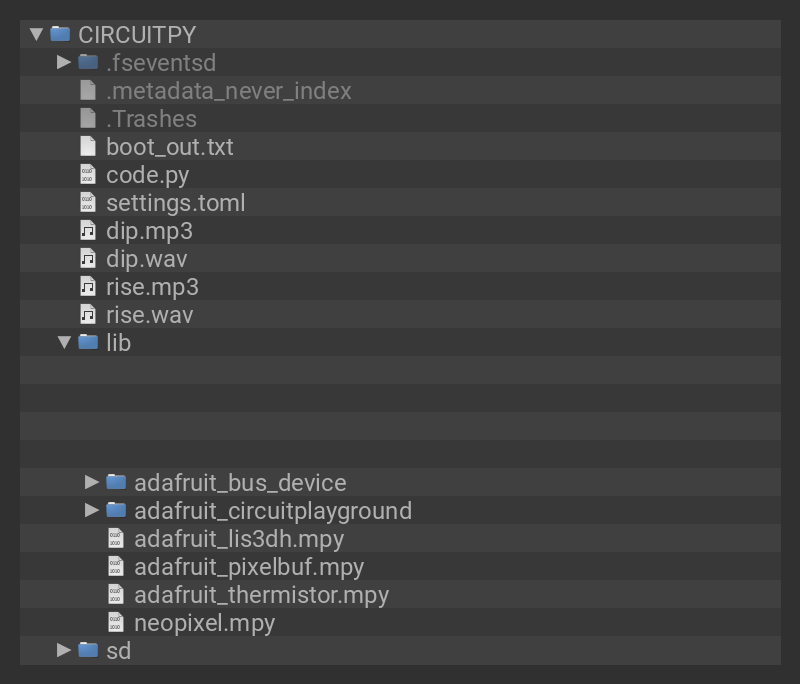 CIRCUITPY
.fseventsd
.metadata_never_index
.Trashes
boot_out.txt
code.py
settings.toml
dip.mp3
dip.wav
rise.mp3
rise.wav
lib
adafruit_bus_device
adafruit_circuitplayground
adafruit_lis3dh.mpy
adafruit_pixelbuf.mpy
adafruit_thermistor.mpy
neopixel.mpy
sd